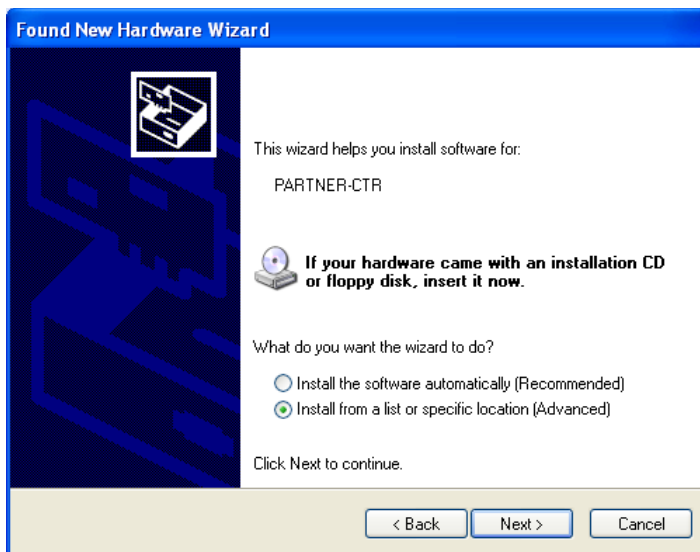 Found New Hardware Wizard
This wizard helps you install software for:
PARTNER-CTR
If your hardware came with an installation CD
or floppy disk, insert it now.
What do you want the wizard to do?
Install the software automatically (Recommended)
Install from a list or specific location (Advanced)
Click Next to continue.
< Back
Next >
Cancel